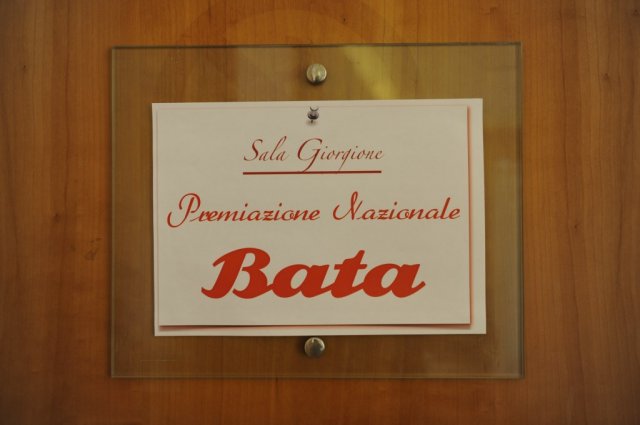 Sala Giorgione
Premiazione Nazionale
Bata